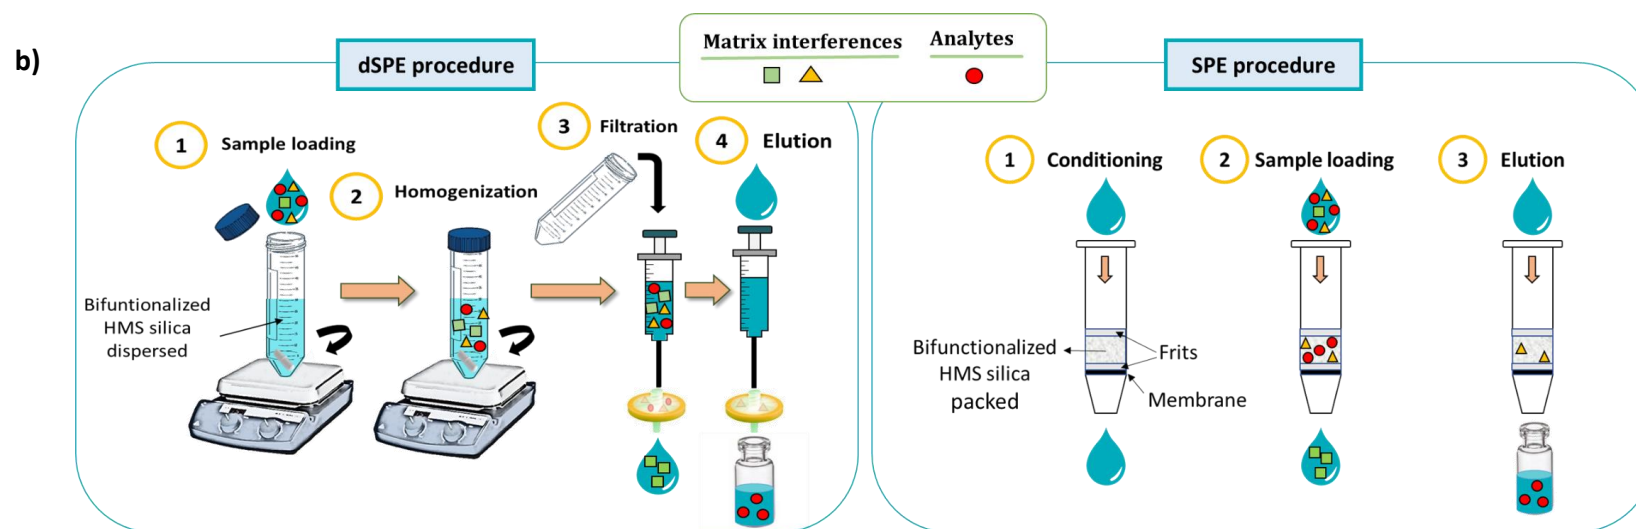 b)
dSPE procedure
Matrix interferences
Analytes
SPE procedure
1
Sample loading
2
Homogenization
3
Filtration
4
Elution
Bifuntionalized
HMS silica
dispersed
1
Conditioning
2
Sample loading
3
Elution
Bifunctionalized
HMS silica
packed
Frits
Membrane